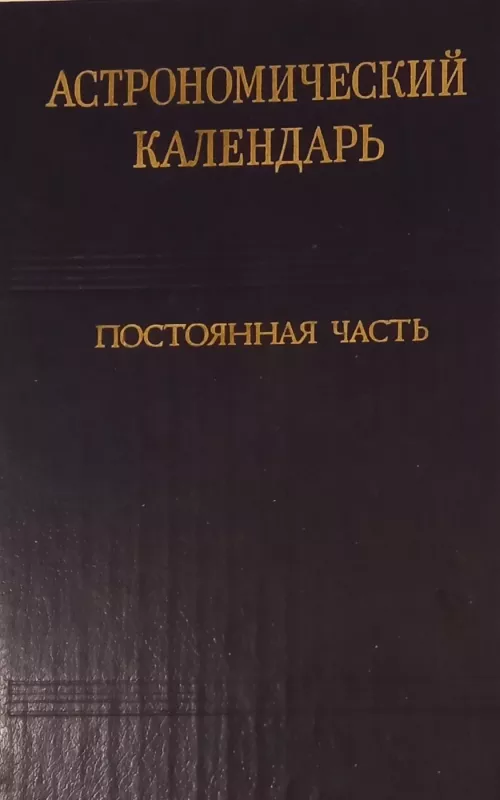 АСТРОНОМИЧЕСКИЙ
КАЛЕНДАРЬ
ПОСТОЯННАЯ ЧАСТЬ